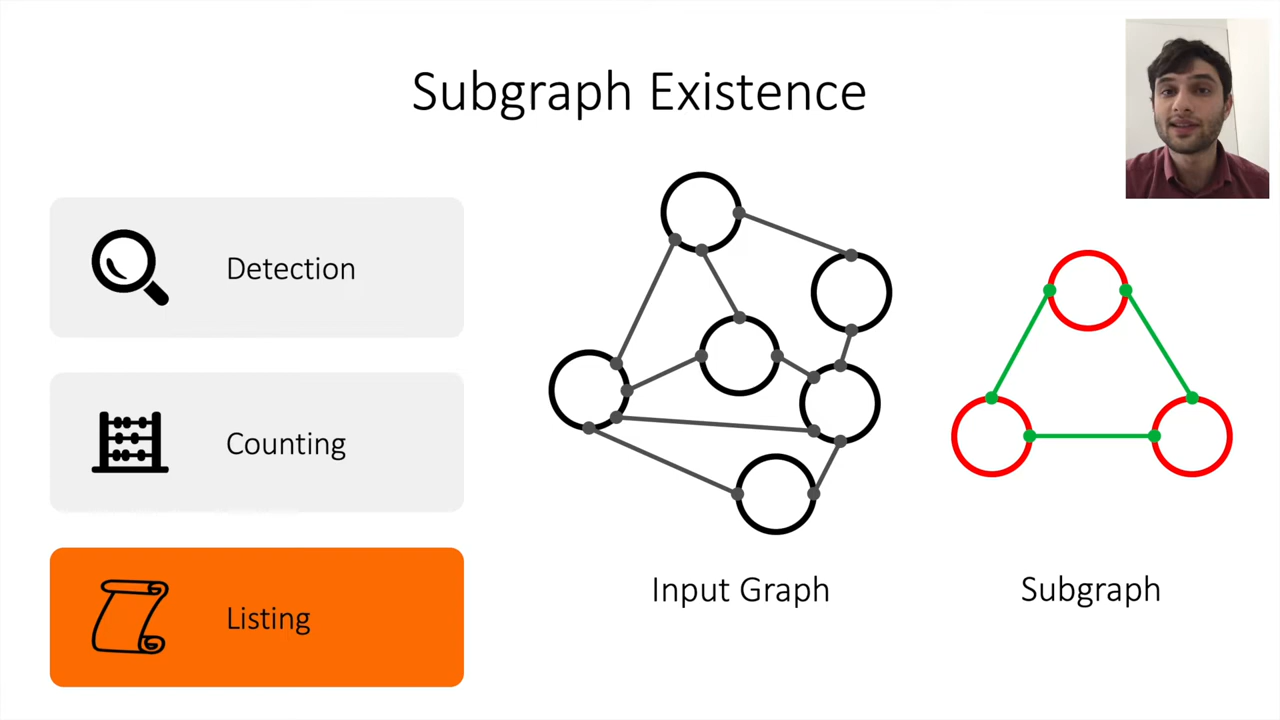 Subgraph Existence
Detection
Counting
Listing
Input Graph
Subgraph